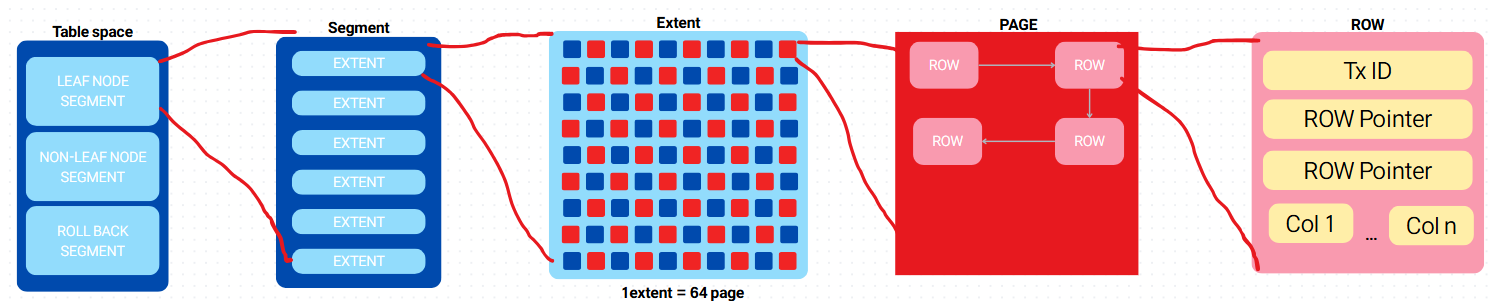 Table space
LEAF NODE
SEGMENT
NON-LEAF NODE
SEGMENT
ROLL BACK
SEGMENT
Segment
EXTENT
EXTENT
EXTENT
EXTENT
EXTENT
EXTENT
Extent
1extent = 64 page
PAGE
ROW
ROW
ROW
ROW
ROW
Tx ID
ROW Pointer
ROW Pointer
Col 1 ... Col n